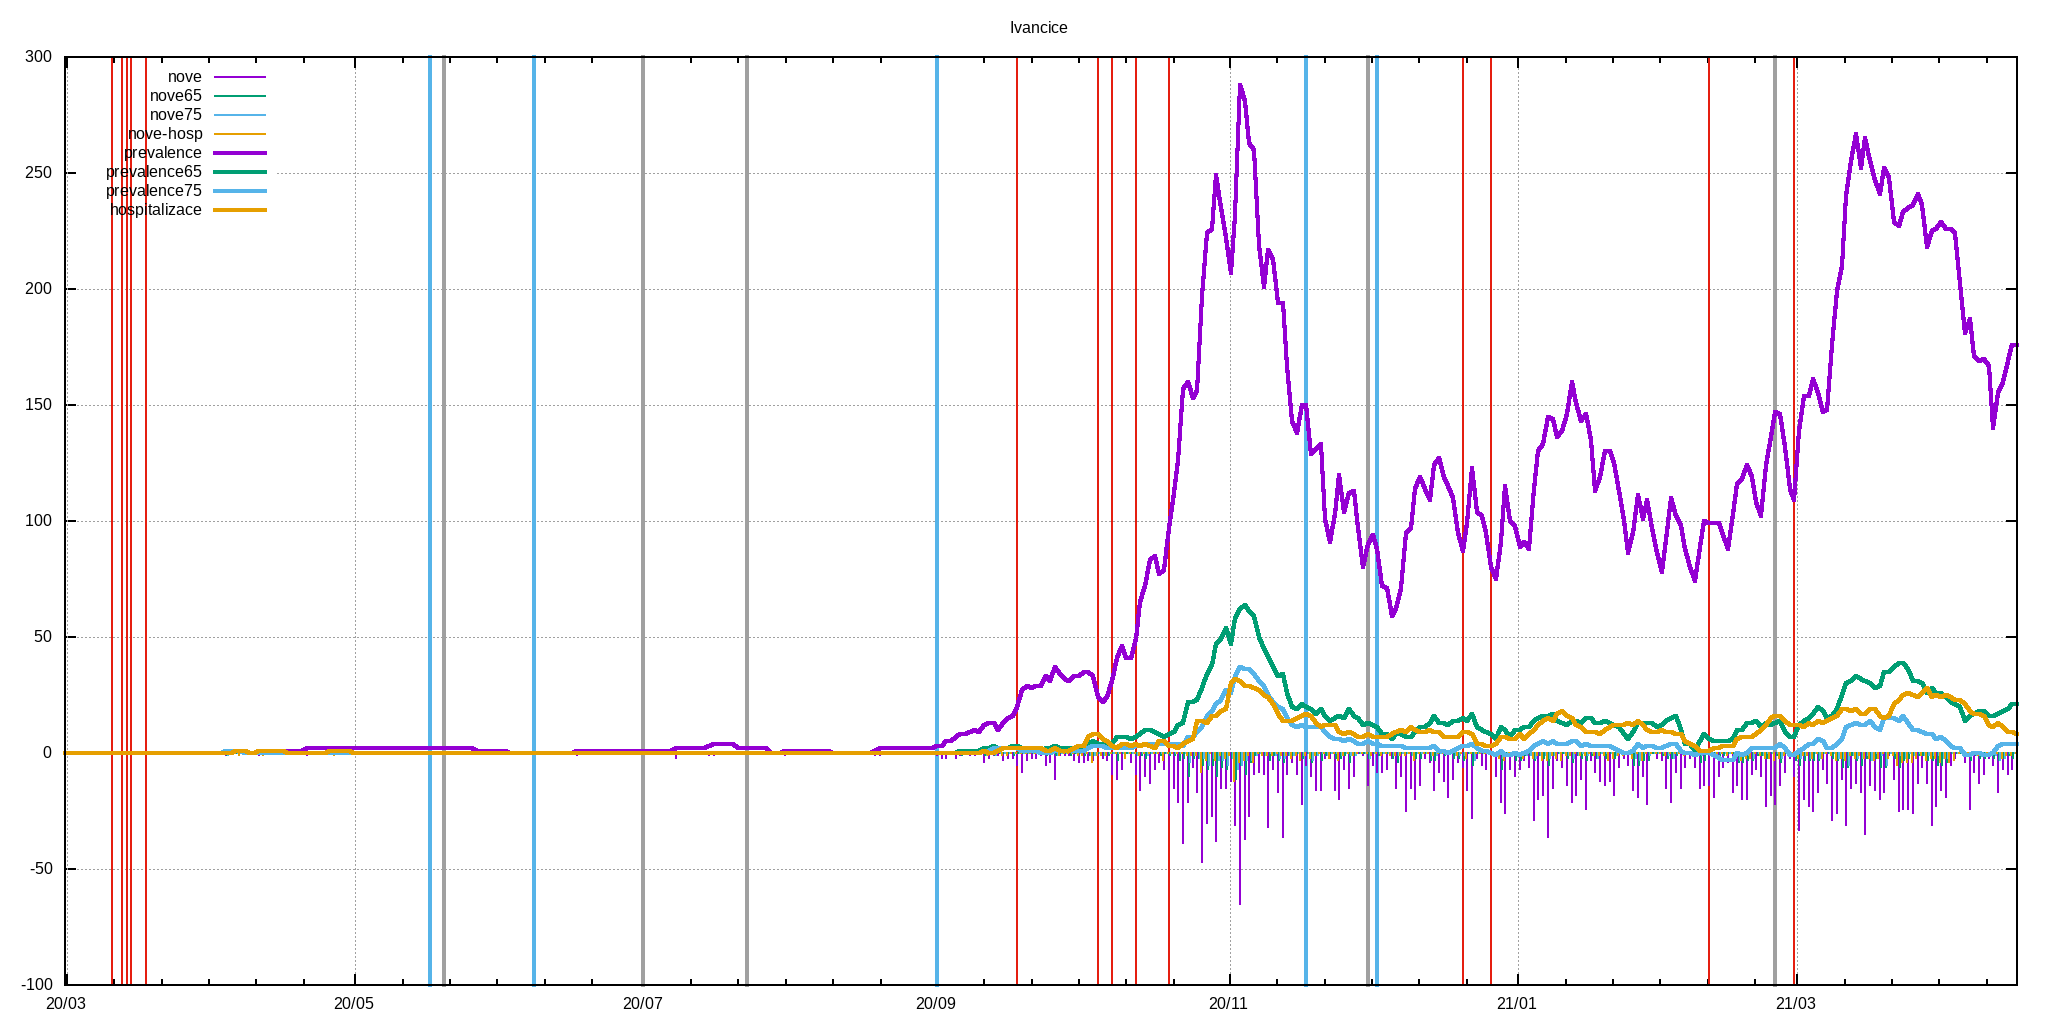 Ivancice
300
250
200
150
100
50
0
-50
-100
nove
nove65
nove75
nove-hosp
prevalence
prevalence65
prevalence75
hospitalizace
20/03 20/05 20/07 20/09 20/11 21/01 21/03